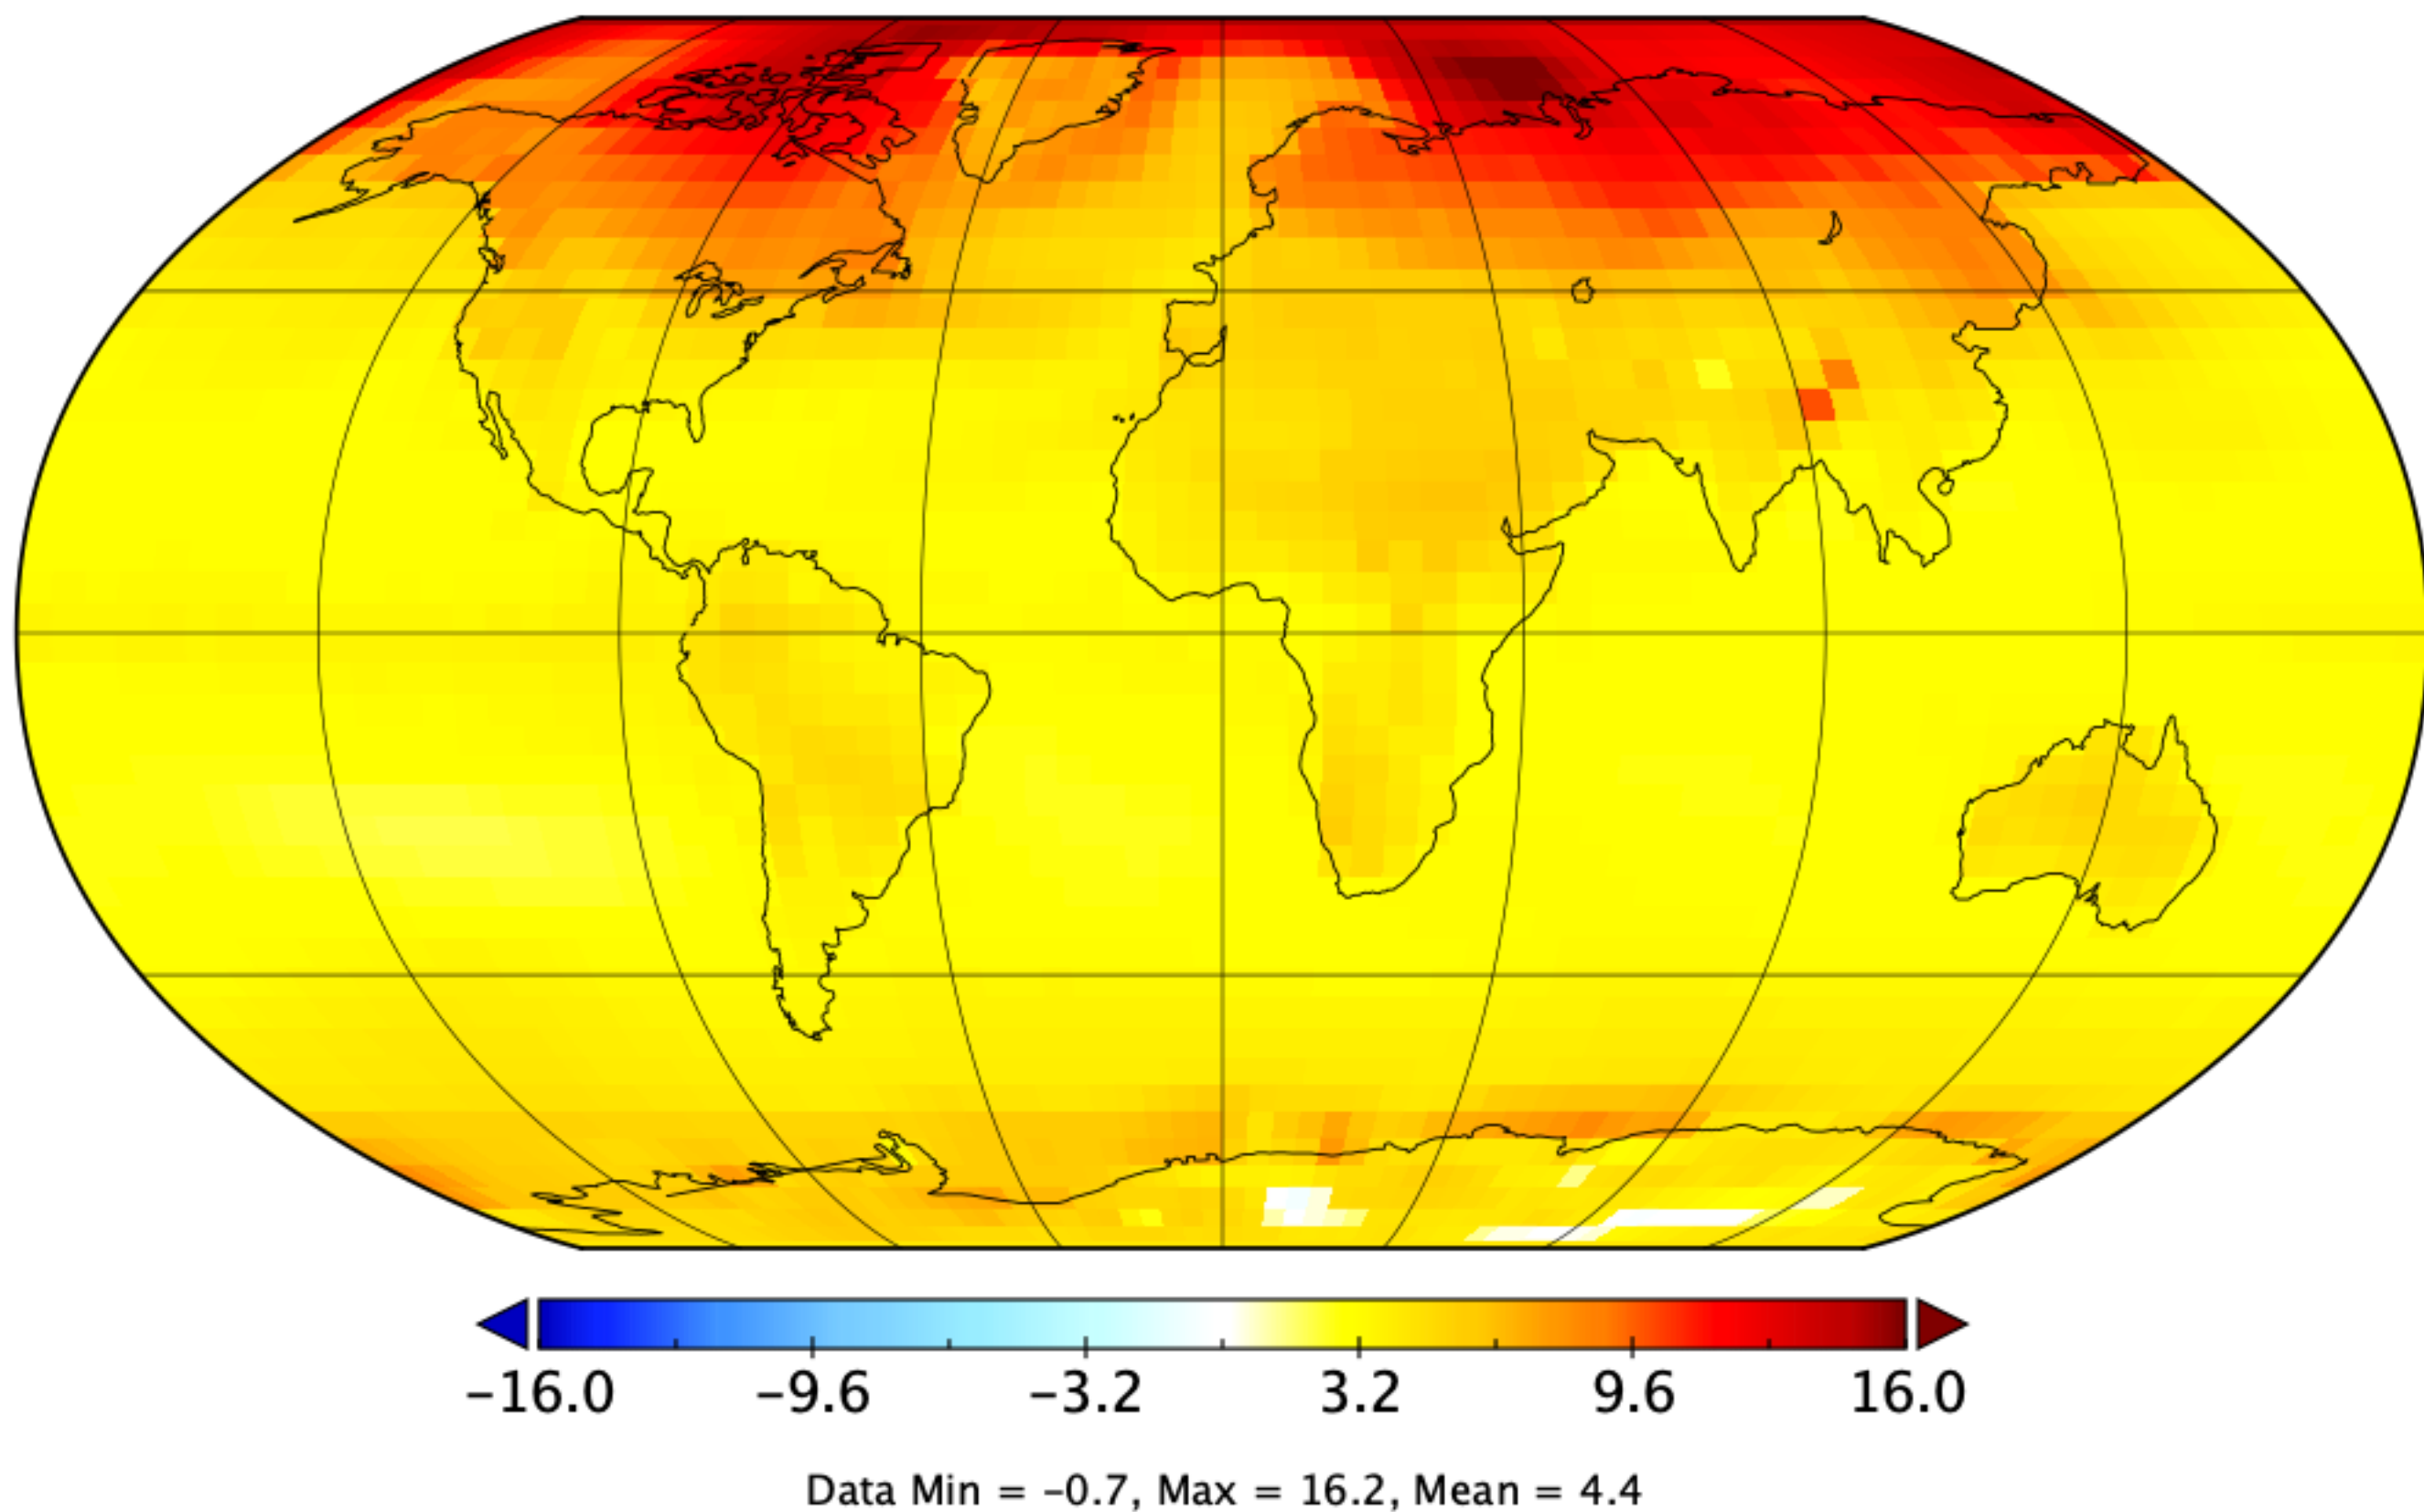 −16.0 −9.6 −3.2 3.2 9.6 16.0
Data Min = −0.7, Max = 16.2, Mean = 4.4